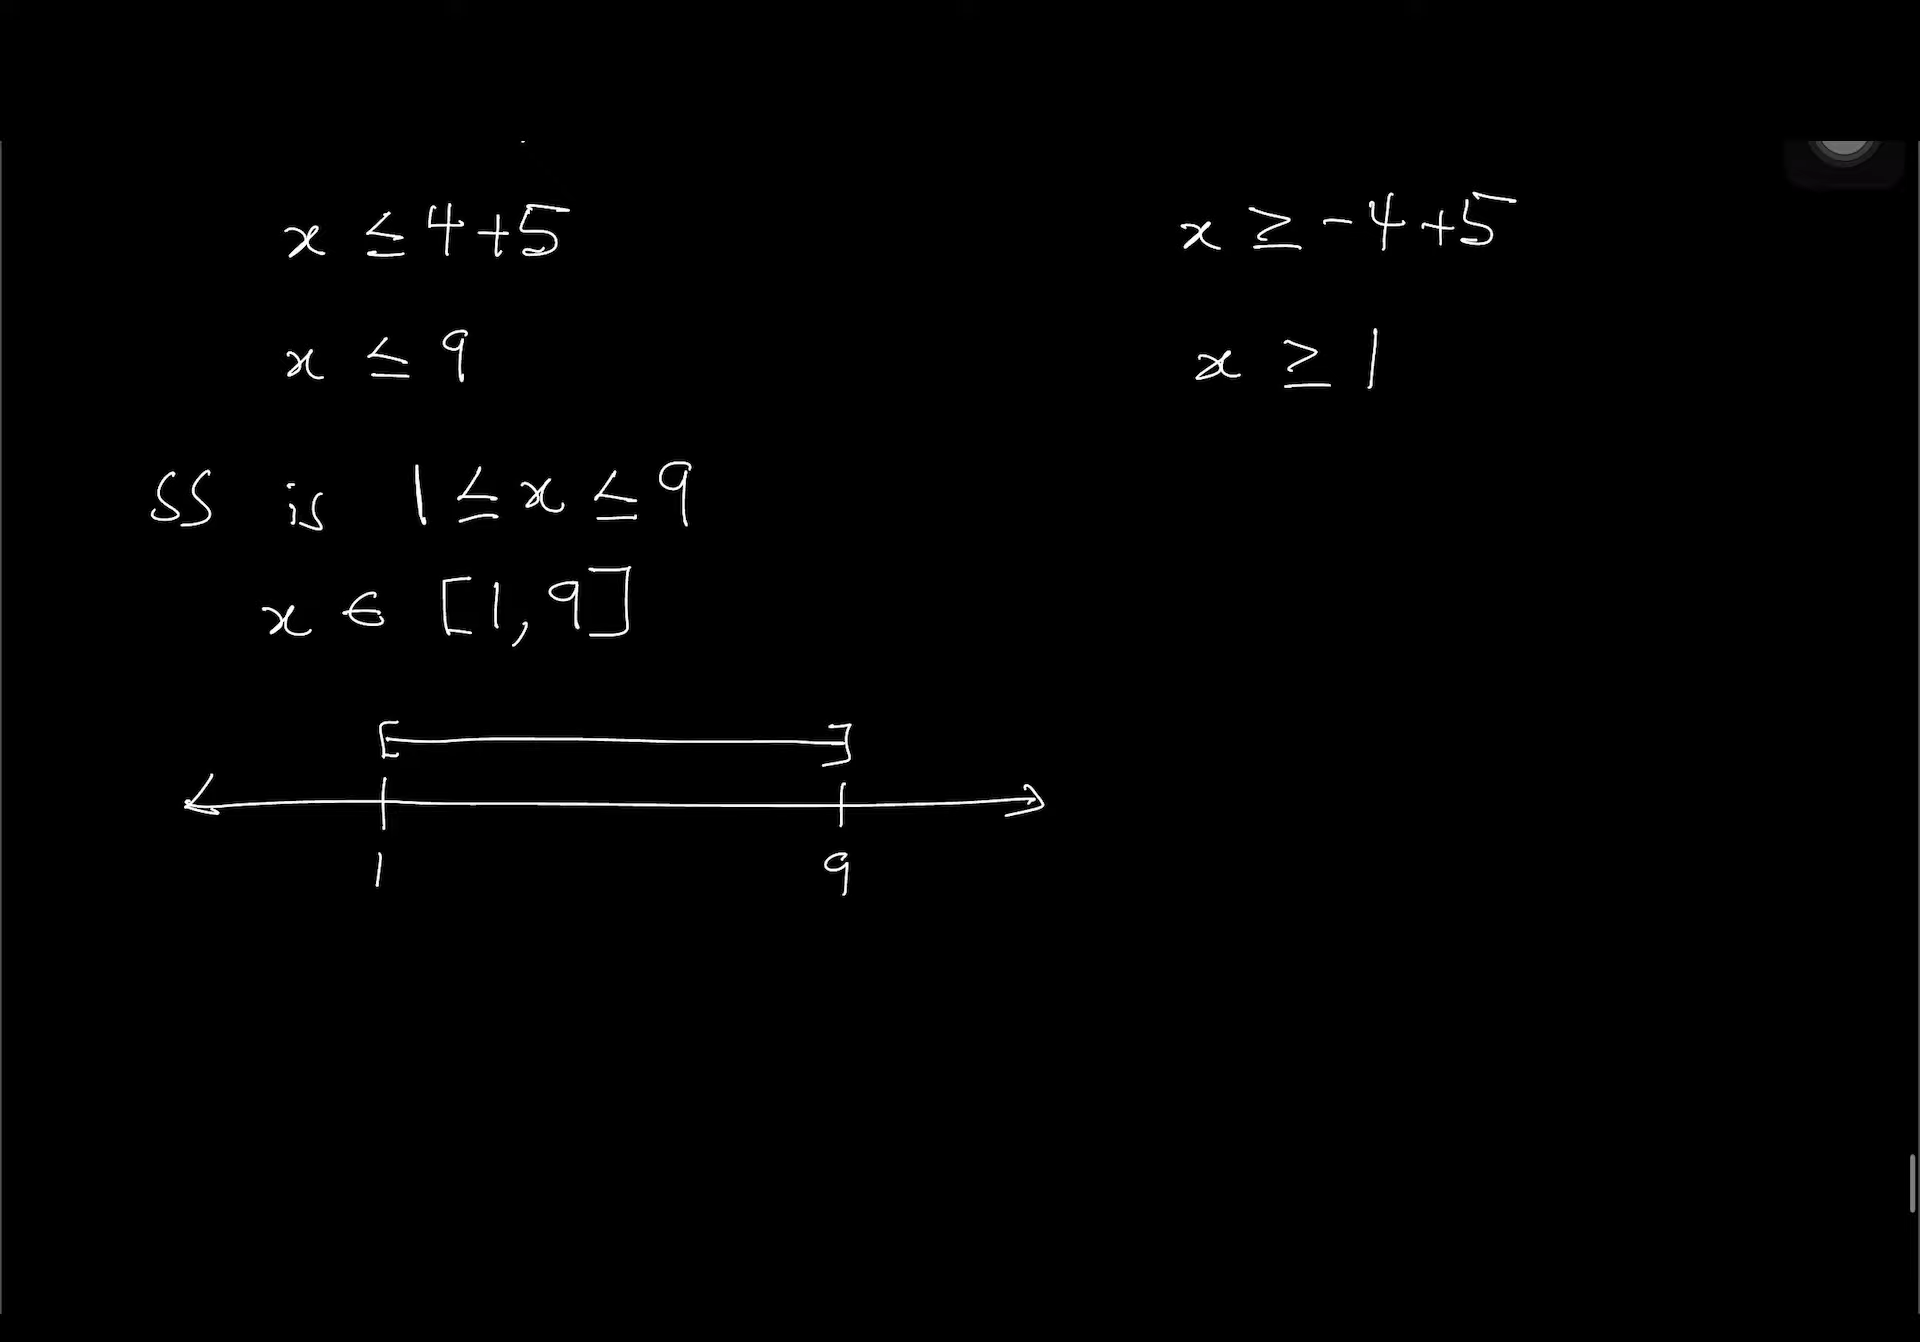 x ≤ 4+5
x ≥ -4+5
x ≤ 9
x ≥ 1
SS is 1 ≤ x ≤ 9
x ∈ [1, 9]
1
9